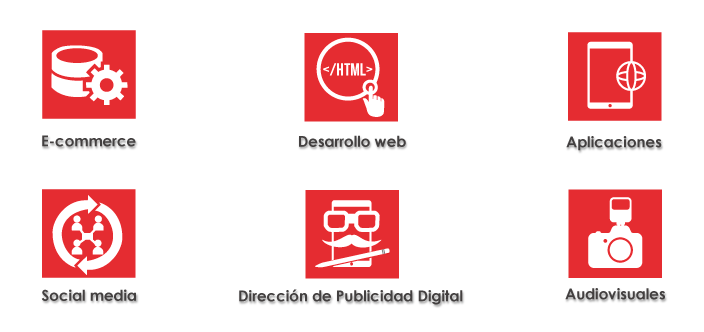 </HTML>
E-commerce
Desarrollo web
Aplicaciones
Social media
Dirección de Publicidad Digital
Audiovisuales